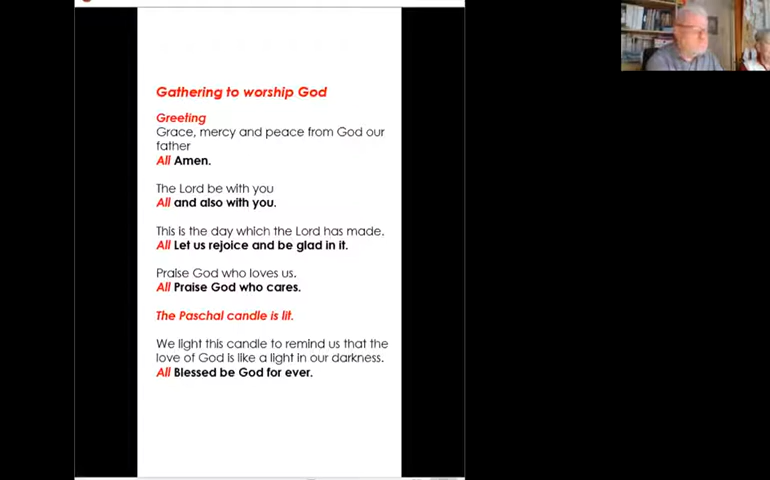 Gathering to worship God
Greeting
Grace, mercy and peace from God our
father
All Amen.
The Lord be with you
All and also with you.
This is the day which the Lord has made.
All Let us rejoice and be glad in it.
Praise God who loves us.
All Praise God who cares.
The Paschal candle is lit.
We light this candle to remind us that the
love of God is like a light in our darkness.
All Blessed be God for ever.